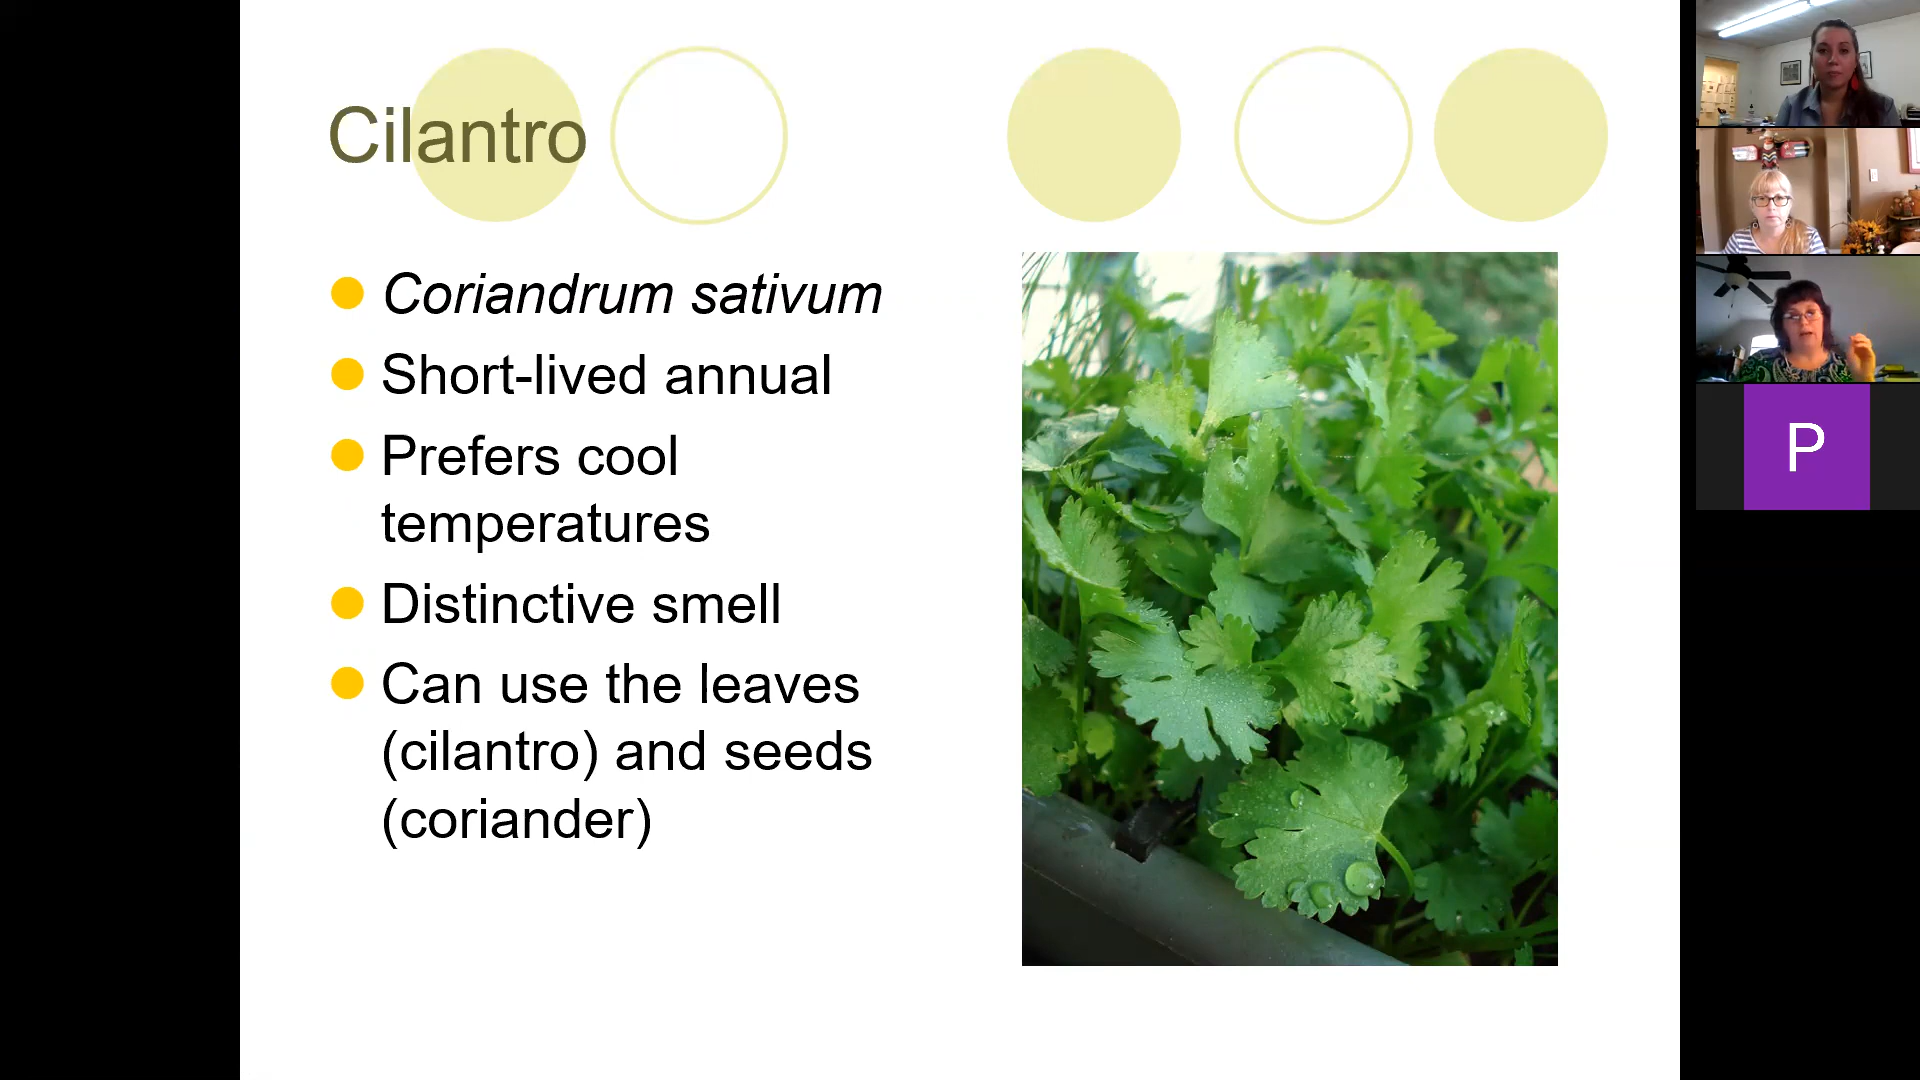 Cilantro
Coriandrum sativum
Short-lived annual
Prefers cool
temperatures
Distinctive smell
Can use the leaves
(cilantro) and seeds
(coriander)
P